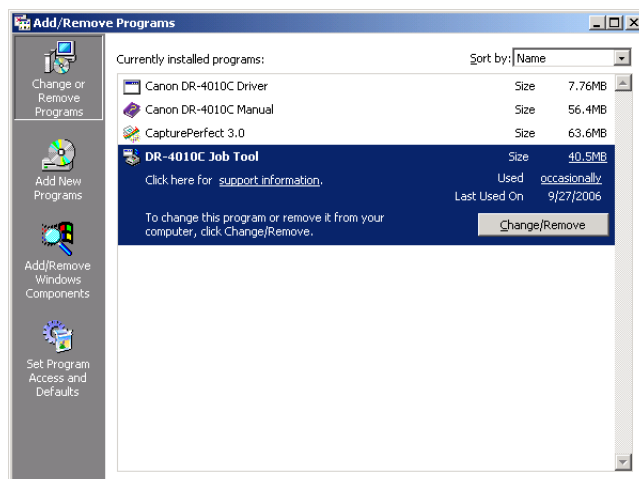 Add/Remove Programs
Change or
Remove
Programs
Add New
Programs
Add/Remove
Windows
Components
Set Program
Access and
Defaults
Currently installed programs:
Sort by: Name
Canon DR-4010C Driver Size 7.76MB
Canon DR-4010C Manual Size 56.4MB
CapturePerfect 3.0 Size 63.6MB
DR-4010C Job Tool Size 40.5MB
Click here for support information. Used occasionally
Last Used On 9/27/2006
To change this program or remove it from your
computer, click Change/Remove.
Change/Remove